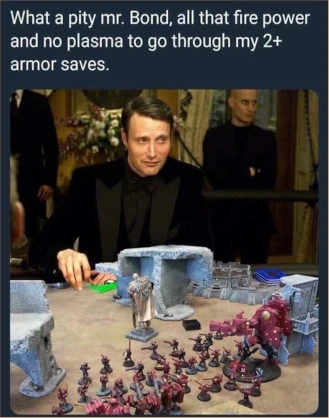 What a pity mr. Bond, all that fire power
and no plasma to go through my 2+
armor saves.